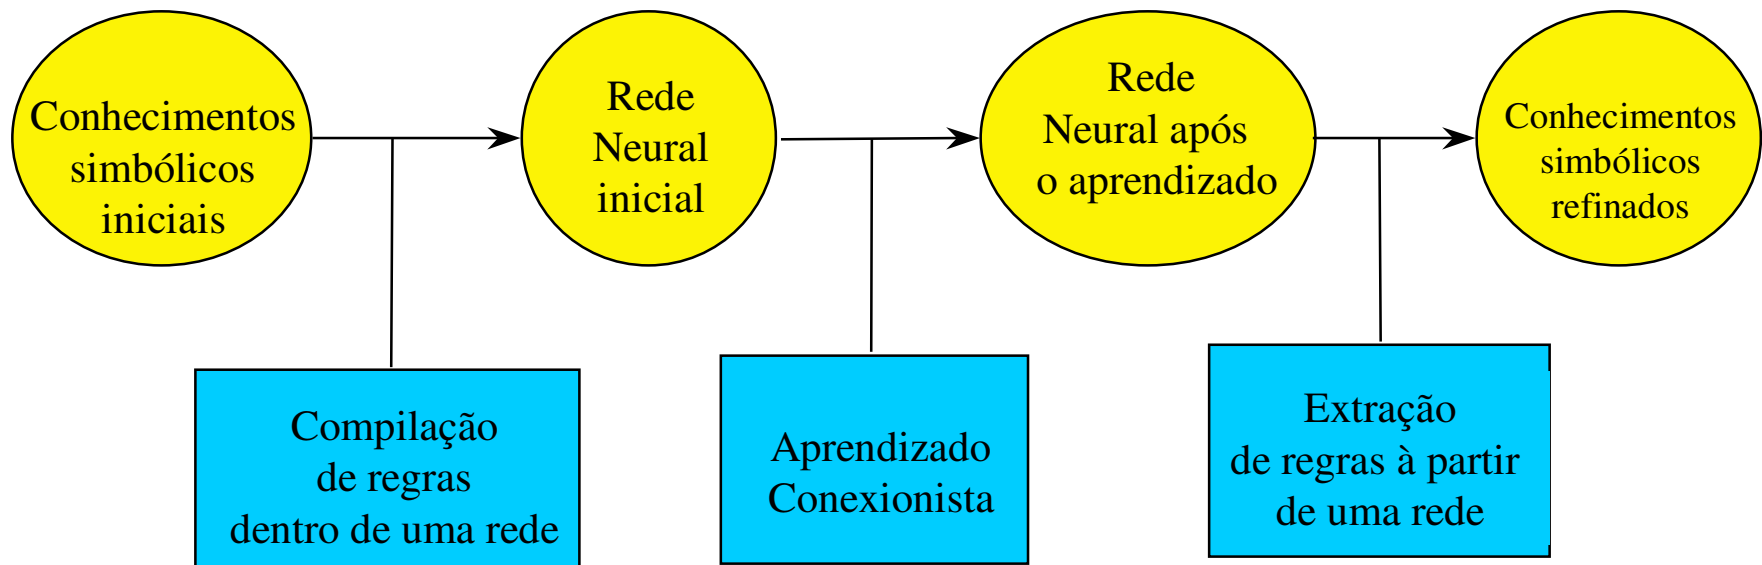 Conhecimentos
simbólicos
iniciais
Rede
Neural
inicial
Rede
Neural após
o aprendizado
Conhecimentos
simbólicos
refinados
Compilação
de regras
dentro de uma rede
Aprendizado
Conexionista
Extração
de regras à partir
de uma rede